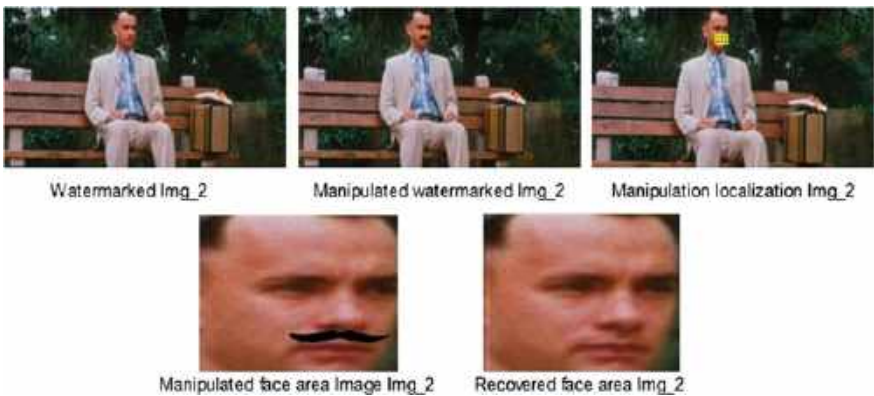 Watermarked Img_2
Manipulated watermarked Img_2
Manipulation localization Img_2
Manipulated face area Image Img_2
Recovered face area Img_2